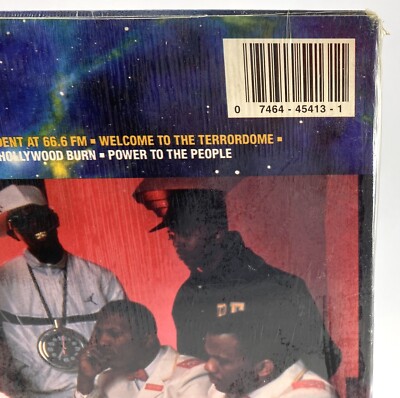 0 7464 - 45413 - 1
DENT AT 66.6 FM ▪ WELCOME TO THE TERRORDOME ▪
HOLLYWOOD BURN ▪ POWER TO THE PEOPLE